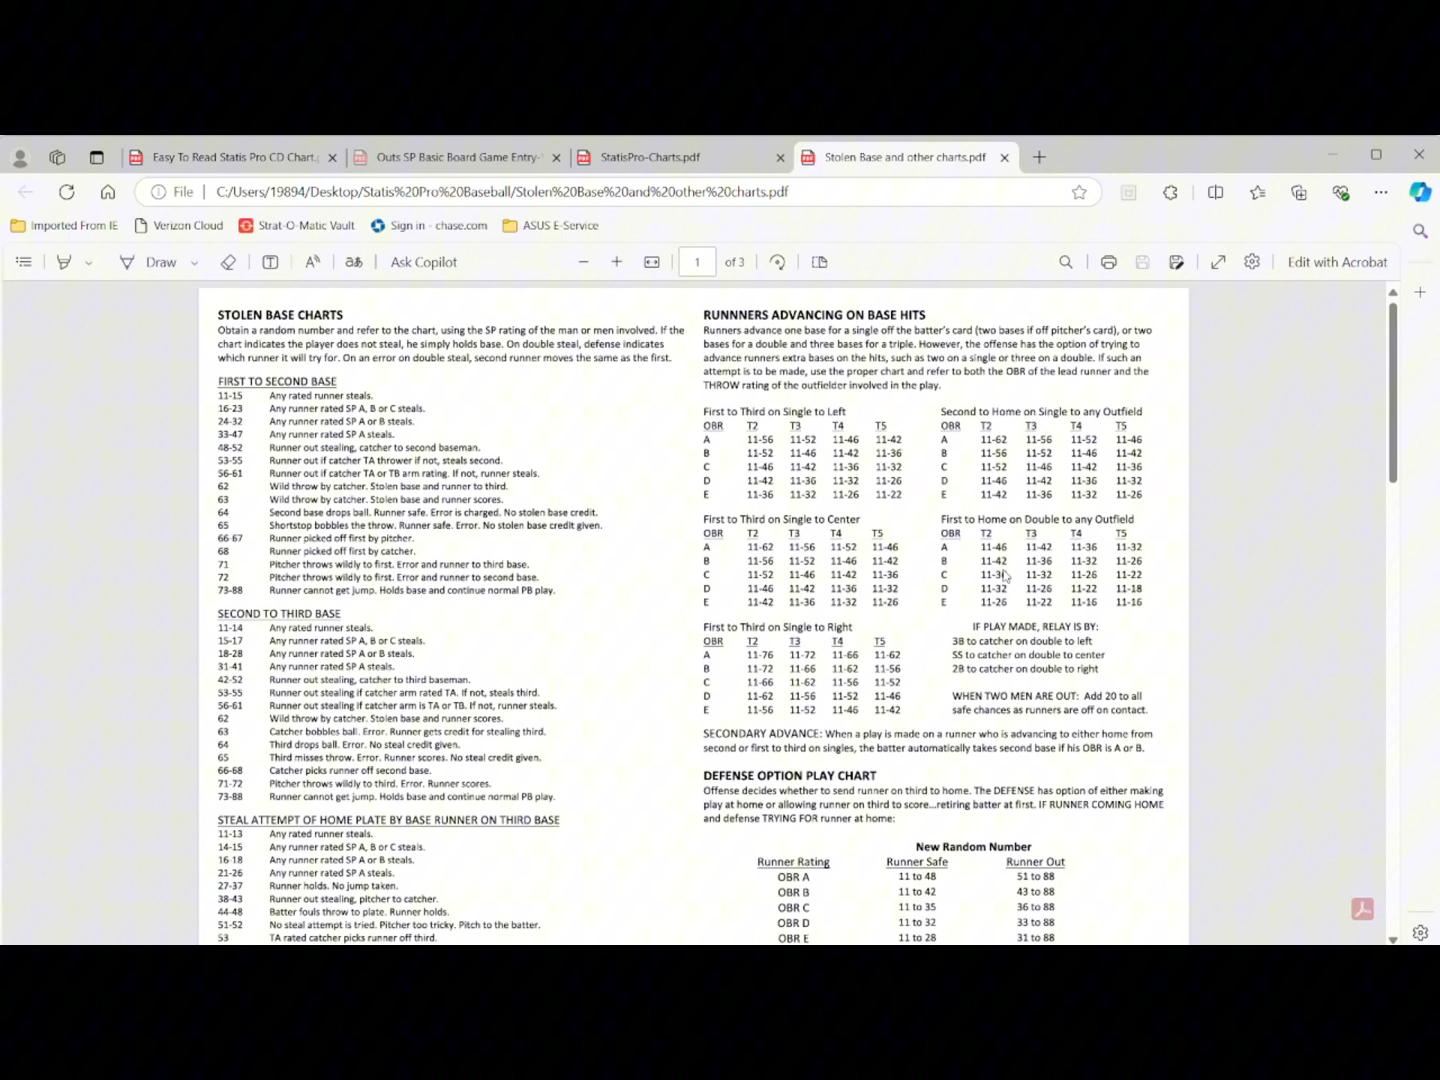 Easy To Read Statis Pro CD Chart.
Outs SP Basic Board Game Entry-
StatisPro-Charts.pdf
Stolen Base and other charts.pdf
File
C:/Users/19894/Desktop/Statis%20Pro%20Baseball/Stolen%20Base%20and%20other%20charts.pdf
Imported From IE
Verizon Cloud
Strat-O-Matic Vault
Sign in - chase.com
ASUS E-Service
Draw
Ask Copilot
1 of 3
Edit with Acrobat
STOLEN BASE CHARTS
Obtain a random number and refer to the chart, using the SP rating of the man or men involved. If the
chart indicates the player does not steal, he simply holds base. On double steal, defense indicates
which runner it will try for. On an error on double steal, second runner moves the same as the first.
FIRST TO SECOND BASE
11-15 Any rated runner steals.
16-23 Any runner rated SP A, B or C steals.
24-32 Any runner rated SP A or B steals.
33-47 Any runner rated SP A steals.
48-52 Runner out stealing, catcher to second baseman.
53-55 Runner out if catcher TA thrower if not, steals second.
56-61 Runner out if catcher TA or TB arm rating. If not, runner steals.
62 Wild throw by catcher. Stolen base and runner to third.
63 Wild throw by catcher. Stolen base and runner scores.
64 Second base drops ball. Runner safe. Error is charged. No stolen base credit.
65 Shortstop bobbles the throw. Runner safe. Error. No stolen base credit given.
66-67 Runner picked off first by pitcher.
68 Runner picked off first by catcher.
71 Pitcher throws wildly to first. Error and runner to third base.
72 Pitcher throws wildly to first. Error and runner to second base.
73-88 Runner cannot get jump. Holds base and continue normal PB play.
SECOND TO THIRD BASE
11-14 Any rated runner steals.
15-17 Any runner rated SP A, B or C steals.
18-28 Any runner rated SP A or B steals.
31-41 Any runner rated SP A steals.
42-52 Runner out stealing, catcher to third baseman.
53-55 Runner out stealing if catcher arm rated TA. If not, steals third.
56-61 Runner out stealing if catcher arm is TA or TB. If not, runner steals.
62 Wild throw by catcher. Stolen base and runner scores.
63 Catcher bobbles ball. Error. Runner gets credit for stealing third.
64 Third drops ball. Error. No steal credit given.
65 Third misses throw. Error. Runner scores. No steal credit given.
66-68 Catcher picks runner off second base.
71-72 Pitcher throws wildly to third. Error. Runner scores.
73-88 Runner cannot get jump. Holds base and continue normal PB play.
STEAL ATTEMPT OF HOME PLATE BY BASE RUNNER ON THIRD BASE
11-13 Any rated runner steals.
14-15 Any runner rated SP A, B or C steals.
16-18 Any runner rated SP A or B steals.
21-26 Any runner rated SP A steals.
27-37 Runner holds. No jump taken.
38-43 Runner out stealing, pitcher to catcher.
44-48 Batter fouls throw to plate. Runner holds.
51-52 No steal attempt is tried. Pitcher too tricky. Pitch to the batter.
53 TA rated catcher picks runner off third.
RUNNNERS ADVANCING ON BASE HITS
Runners advance one base for a single off the batter's card (two bases if off pitcher's card), or two
bases for a double and three bases for a triple. However, the offense has the option of trying to
advance runners extra bases on the hits, such as two on a single or three on a double. If such an
attempt is to be made, use the proper chart and refer to both the OBR of the lead runner and the
THROW rating of the outfielder involved in the play.
First to Third on Single to Left
OBR T2 T3 T4 T5
A 11-56 11-52 11-46 11-42
B 11-52 11-46 11-42 11-36
C 11-46 11-42 11-36 11-32
D 11-42 11-36 11-32 11-26
E 11-36 11-32 11-26 11-22
Second to Home on Single to any Outfield
OBR T2 T3 T4 T5
A 11-62 11-56 11-52 11-46
B 11-56 11-52 11-46 11-42
C 11-52 11-46 11-42 11-36
D 11-46 11-42 11-36 11-32
E 11-42 11-36 11-32 11-26
First to Third on Single to Center
OBR T2 T3 T4 T5
A 11-62 11-56 11-52 11-46
B 11-56 11-52 11-46 11-42
C 11-52 11-46 11-42 11-36
D 11-46 11-42 11-36 11-32
E 11-42 11-36 11-32 11-26
First to Home on Double to any Outfield
OBR T2 T3 T4 T5
A 11-46 11-42 11-36 11-32
B 11-42 11-36 11-32 11-26
C 11-36 11-32 11-26 11-22
D 11-32 11-26 11-22 11-18
E 11-26 11-22 11-16 11-16
First to Third on Single to Right
OBR T2 T3 T4 T5
A 11-76 11-72 11-66 11-62
B 11-72 11-66 11-62 11-56
C 11-66 11-62 11-56 11-52
D 11-62 11-56 11-52 11-46
E 11-56 11-52 11-46 11-42
IF PLAY MADE, RELAY IS BY:
3B to catcher on double to left
SS to catcher on double to center
2B to catcher on double to right
WHEN TWO MEN ARE OUT: Add 20 to all
safe chances as runners are off on contact.
SECONDARY ADVANCE: When a play is made on a runner who is advancing to either home from
second or first to third on singles, the batter automatically takes second base if his OBR is A or B.
DEFENSE OPTION PLAY CHART
Offense decides whether to send runner on third to home. The DEFENSE has option of either making
play at home or allowing runner on third to score...retiring batter at first. IF RUNNER COMING HOME
and defense TRYING FOR runner at home:
New Random Number
Runner Rating Runner Safe Runner Out
OBR A 11 to 48 51 to 88
OBR B 11 to 42 43 to 88
OBR C 11 to 35 36 to 88
OBR D 11 to 32 33 to 88
OBR E 11 to 28 31 to 88